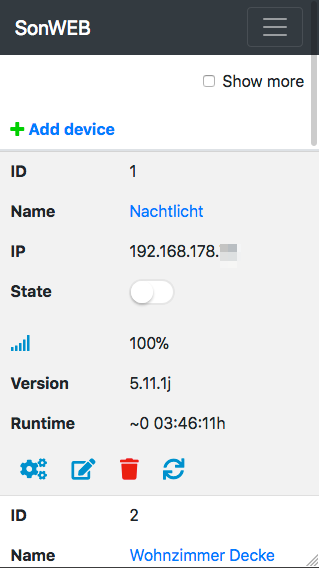 SonWEB
Show more
Add device
ID 1
Name Nachtlicht
IP 192.168.178.
State
100%
Version 5.11.1j
Runtime ~0 03:46:11h
ID 2
Name Wohnzimmer Decke